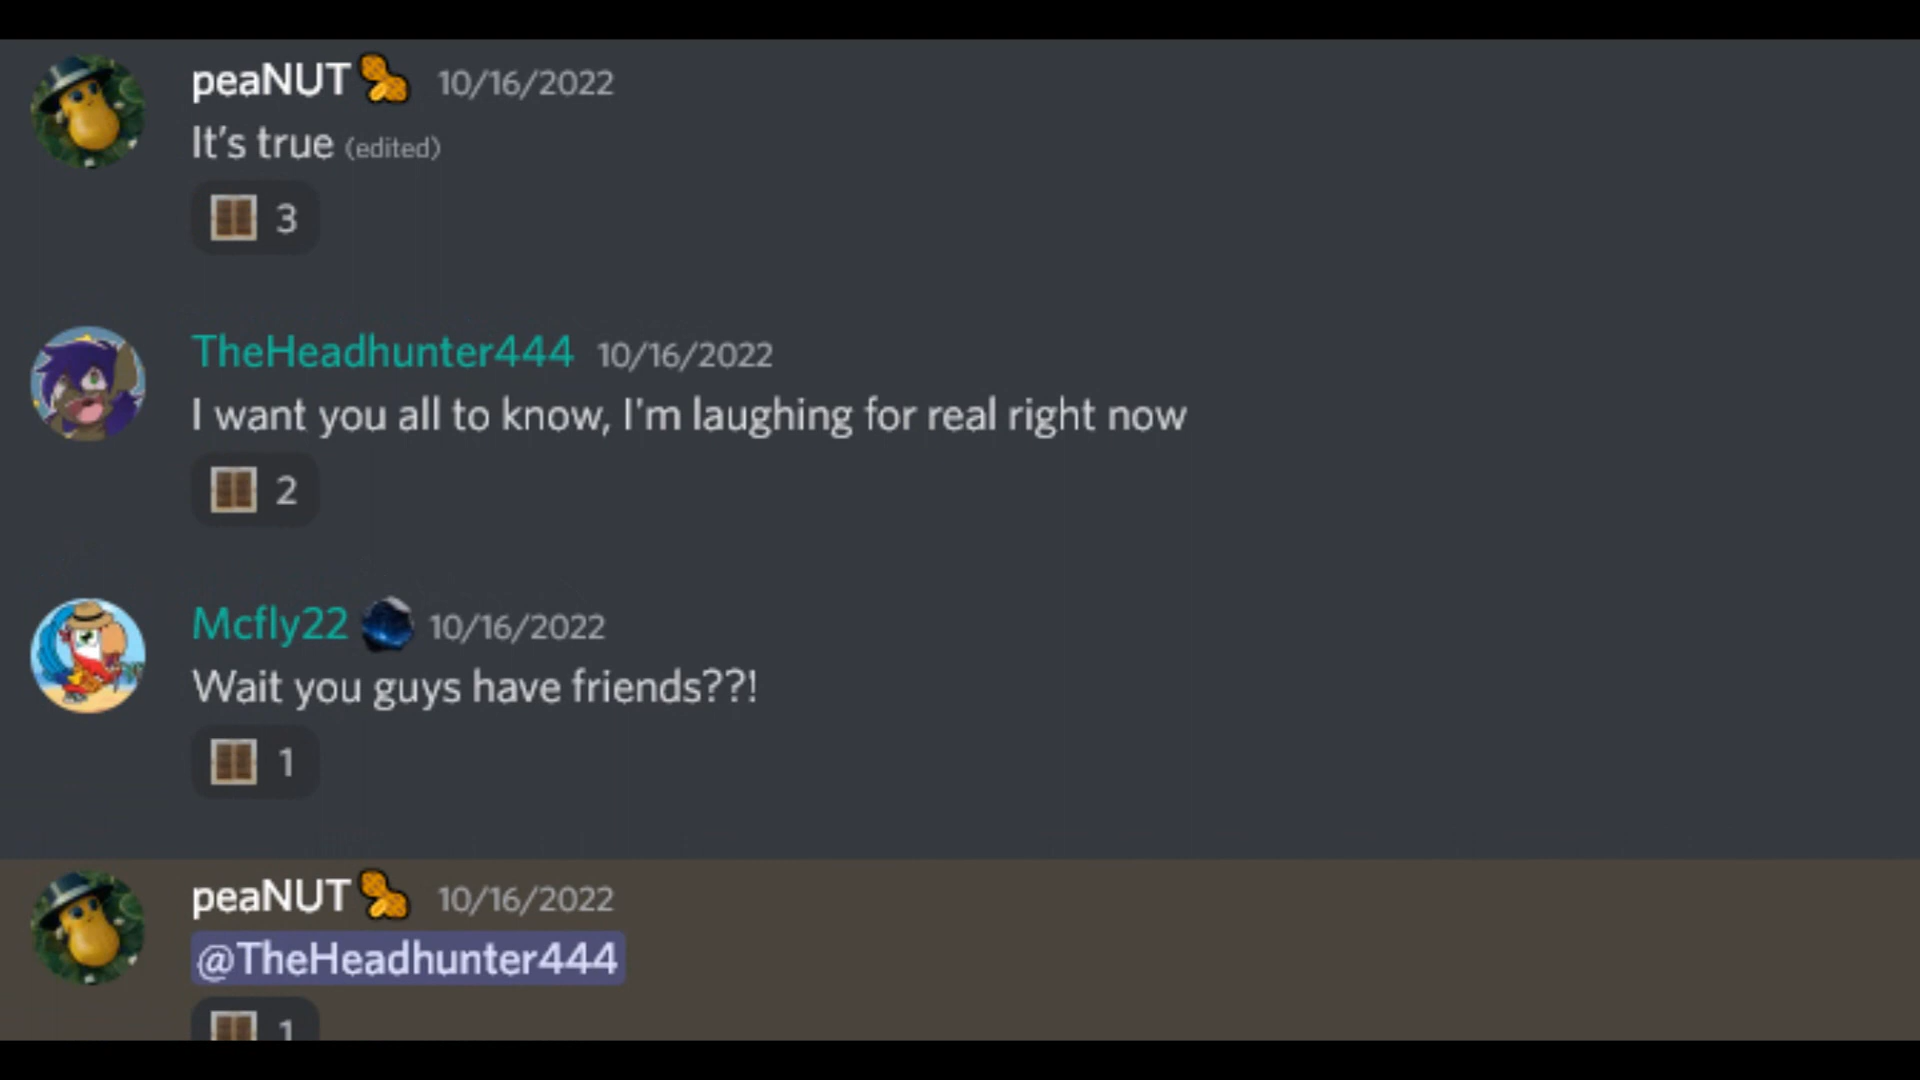 peaNUT 10/16/2022
It's true (edited)
3
TheHeadhunter444 10/16/2022
I want you all to know, I'm laughing for real right now
2
Mcfly22 10/16/2022
Wait you guys have friends??!
1
peaNUT 10/16/2022
@TheHeadhunter444
1